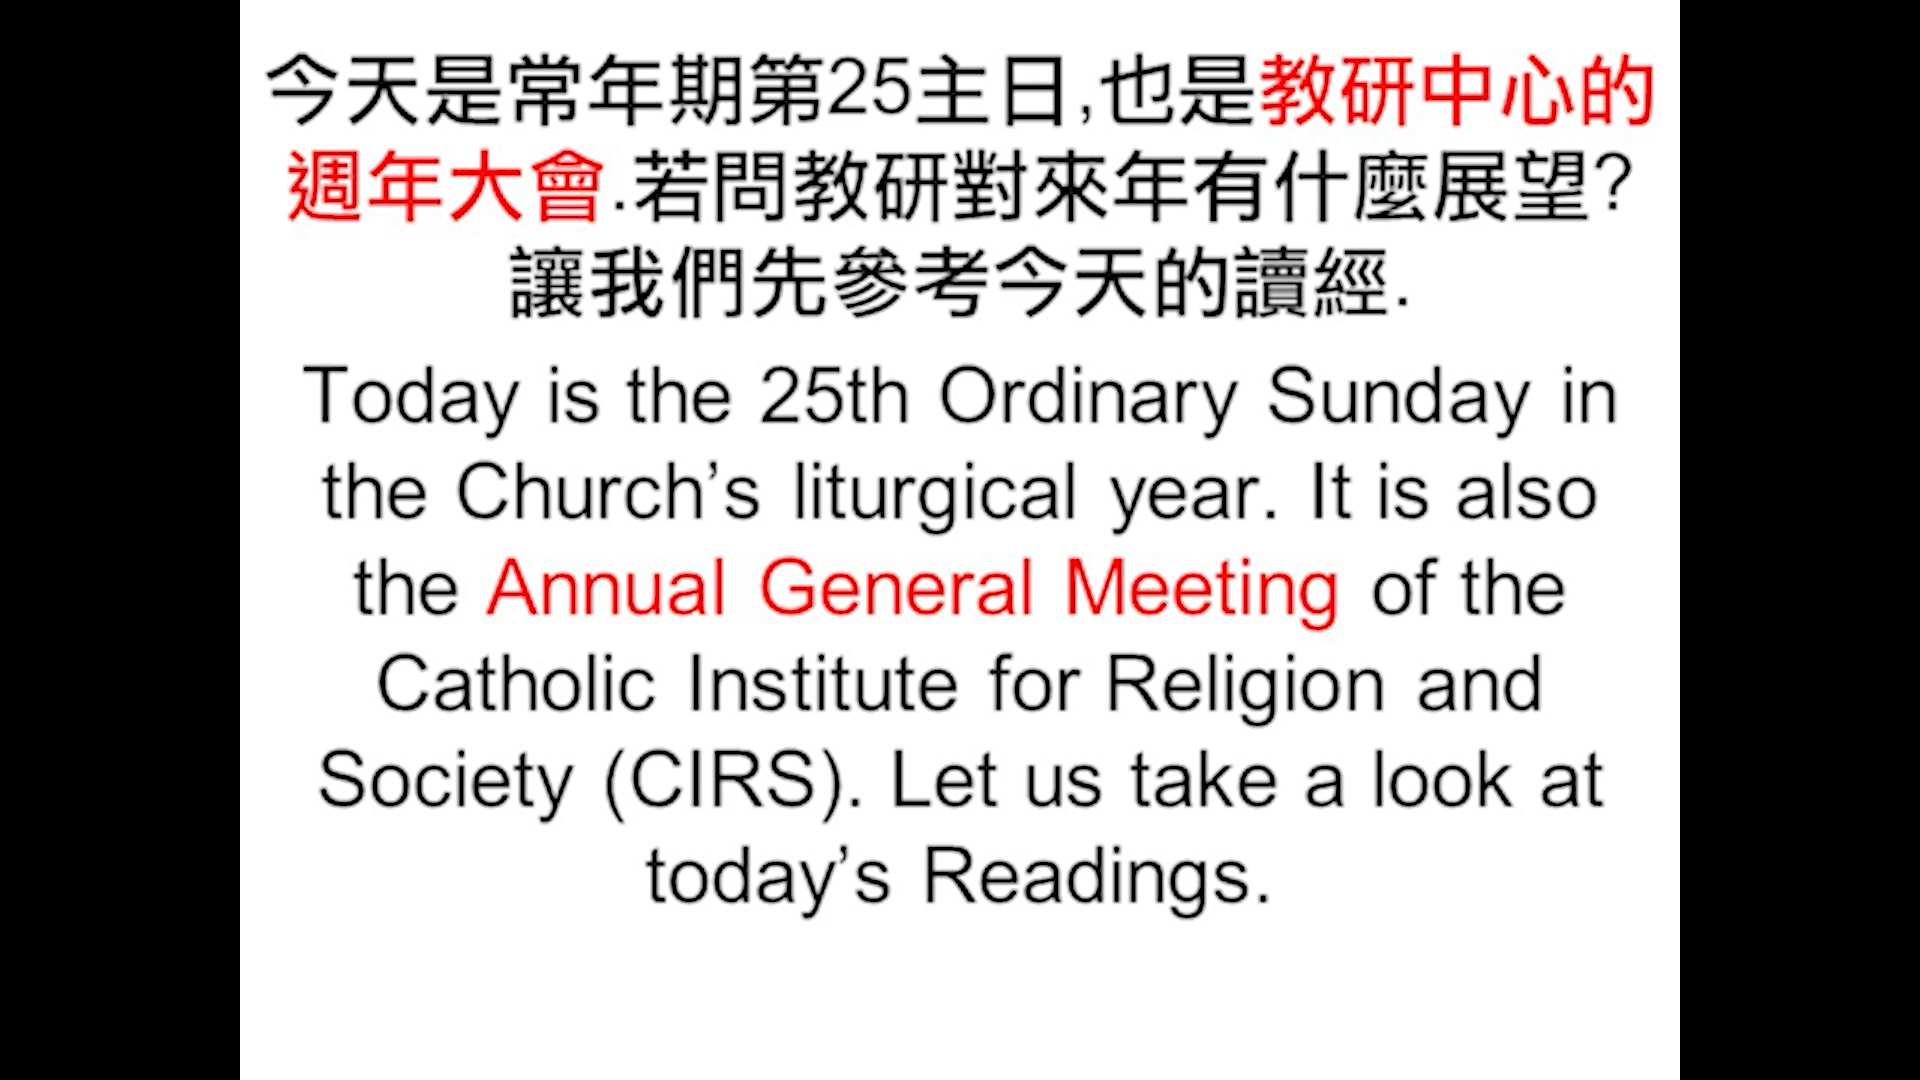 今天是常年期第25主日,也是教研中心的
週年大會.若問教研對來年有什麼展望?
讓我們先參考今天的讀經.
Today is the 25th Ordinary Sunday in
the Church’s liturgical year. It is also
the Annual General Meeting of the
Catholic Institute for Religion and
Society (CIRS). Let us take a look at
today’s Readings.